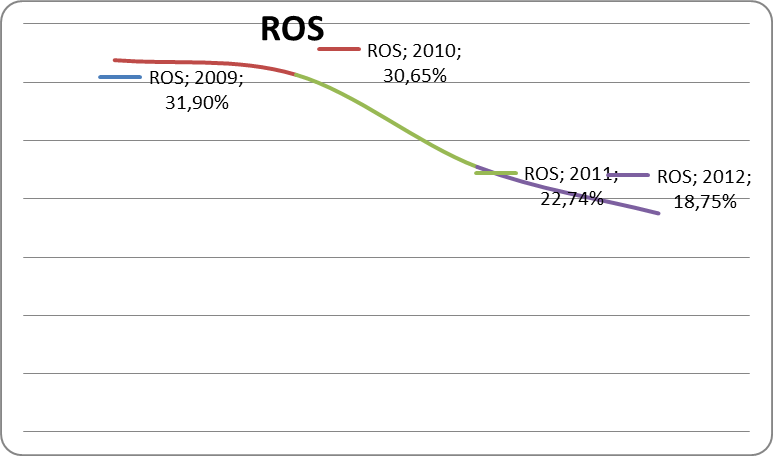 ROS
ROS; 2009;
31,90%
ROS; 2010;
30,65%
ROS; 2011;
22,74%
ROS; 2012;
18,75%